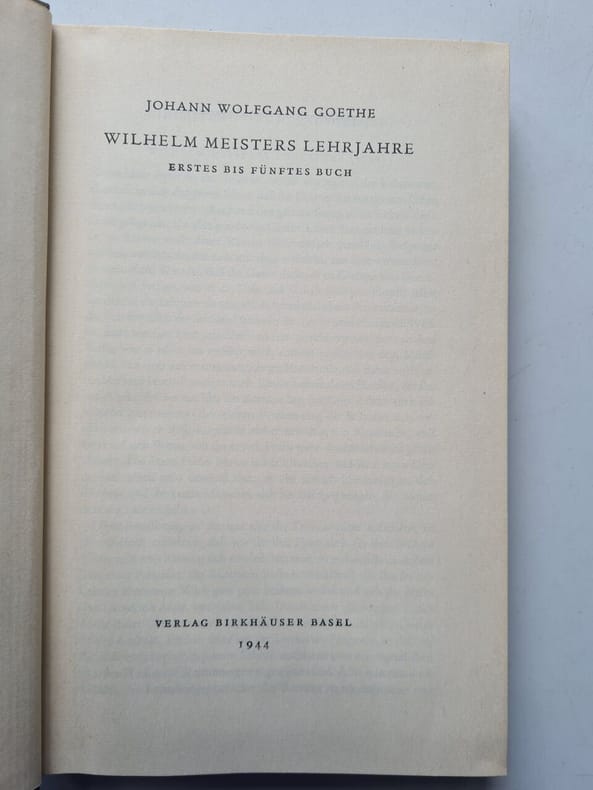 JOHANN WOLFGANG GOETHE
WILHELM MEISTERS LEHRJAHRE
ERSTES BIS FÜNFTES BUCH
VERLAG BIRKHÄUSER BASEL
1944